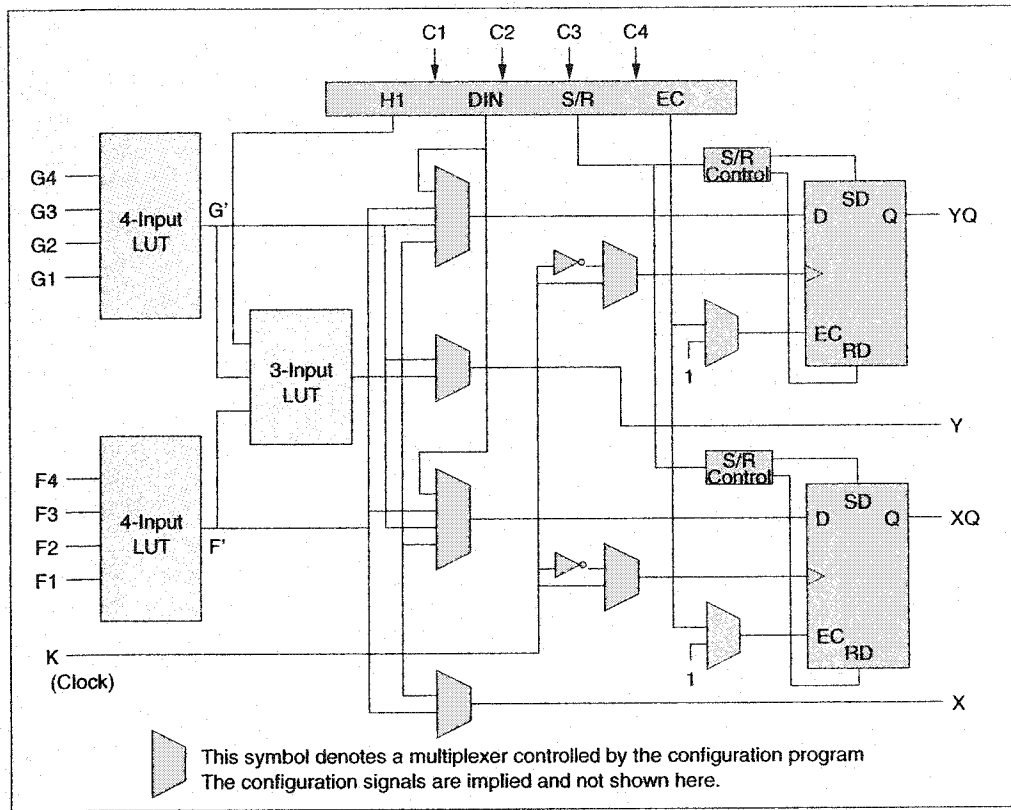 C1 C2 C3 C4
H1 DIN S/R EC
G4
G3
G2
G1
4-Input
LUT
G'
S/R
Control
SD
D
Q
YQ
EC
RD
1
3-Input
LUT
Y
F4
F3
F2
F1
4-Input
LUT
F'
S/R
Control
SD
D
Q
XQ
EC
RD
1
K
(Clock)
X
This symbol denotes a multiplexer controlled by the configuration program
The configuration signals are implied and not shown here.